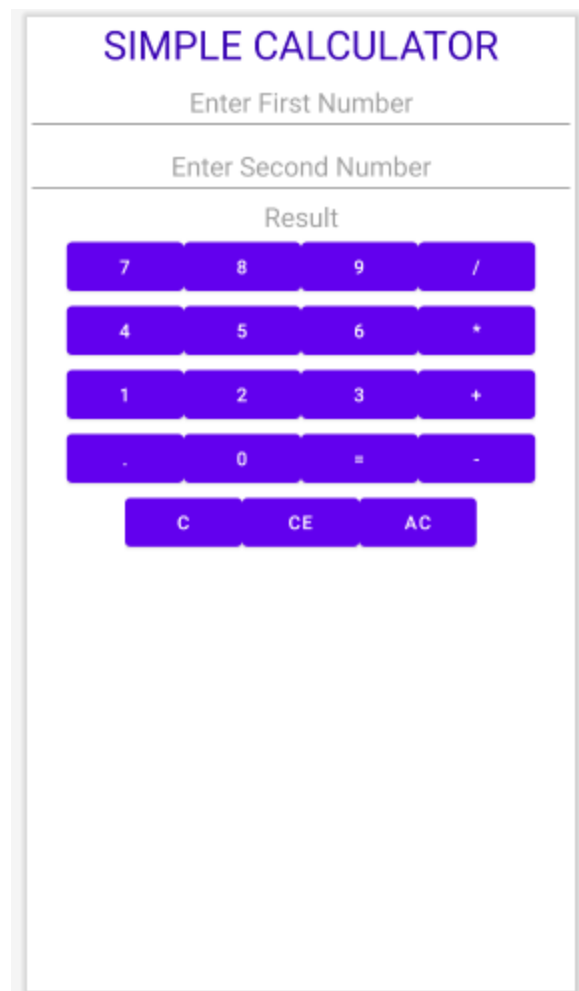 SIMPLE CALCULATOR
Enter First Number
Enter Second Number
Result
7 8 9 /
4 5 6 *
1 2 3 +
. 0 = -
C CE AC